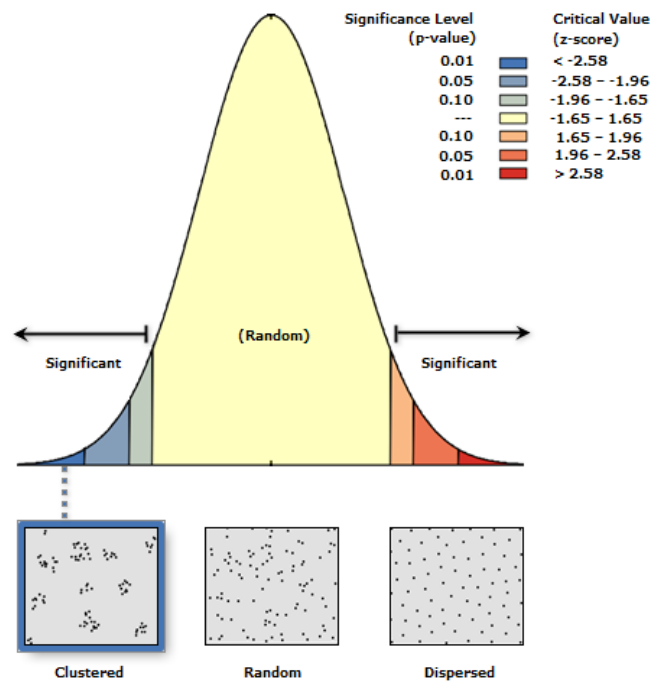 Significance Level
(p-value)
Critical Value
(z-score)
0.01 < -2.58
0.05 -2.58 – -1.96
0.10 -1.96 – -1.65
--- -1.65 – 1.65
0.10 1.65 – 1.96
0.05 1.96 – 2.58
0.01 > 2.58
(Random)
Significant
Significant
Clustered
Random
Dispersed